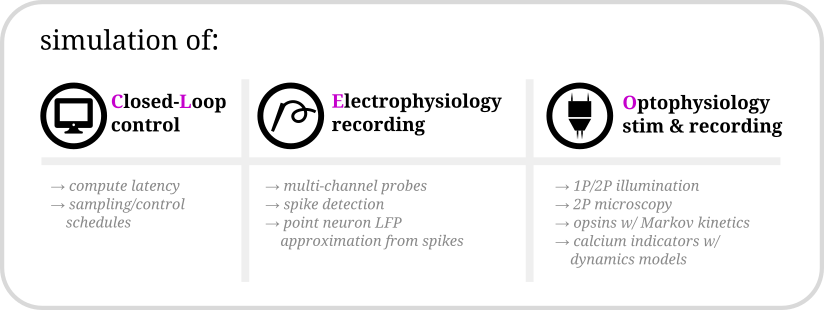 simulation of:
Closed-Loop
control
→ compute latency
→ sampling/control
schedules
Electrophysiology
recording
→ multi-channel probes
→ spike detection
→ point neuron LFP
approximation from spikes
Optophysiology
stim & recording
→ 1P/2P illumination
→ 2P microscopy
→ opsins w/ Markov kinetics
→ calcium indicators w/
dynamics models